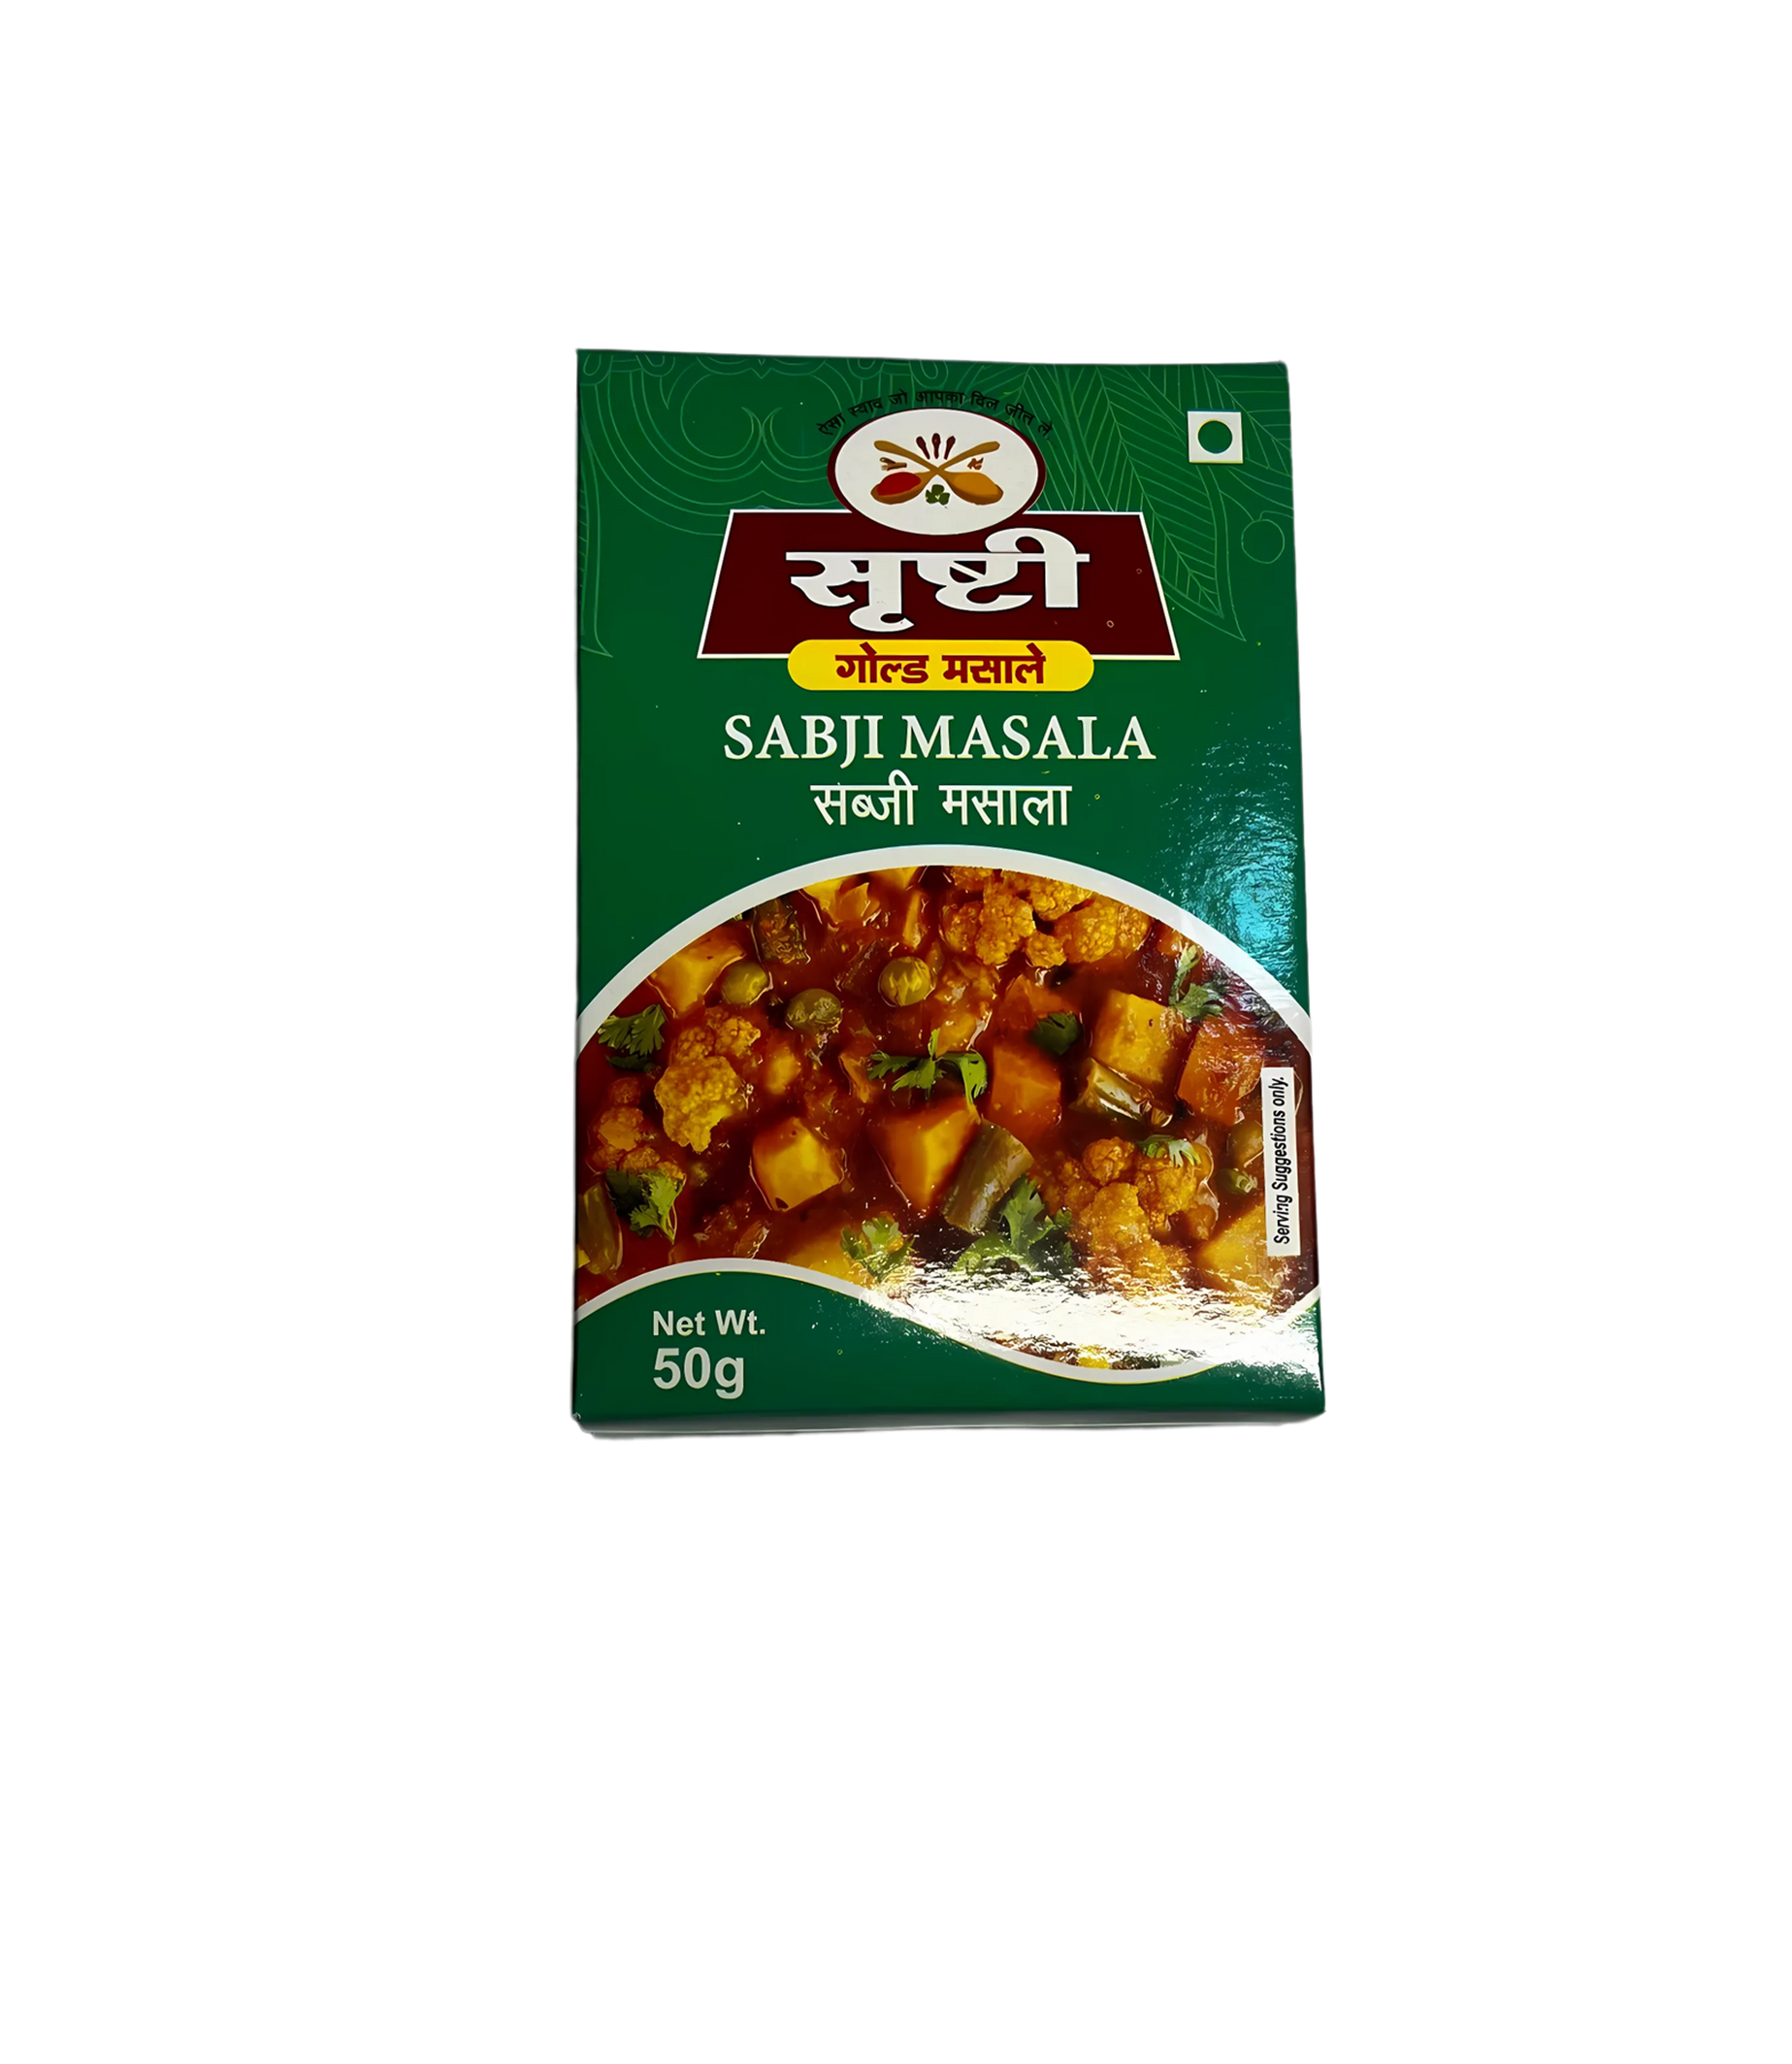 ऐसा स्वाद जो आपका दिल जीत ले
सृष्टी
गोल्ड मसाले
SABJI MASALA
सब्जी मसाला
Serving Suggestions only.
Net Wt.
50g